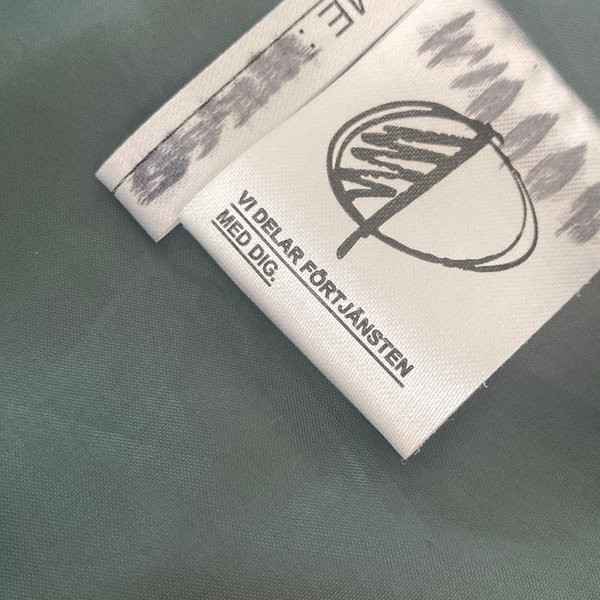 VI DELAR FÖRTJÄNSTEN
MED DIG.